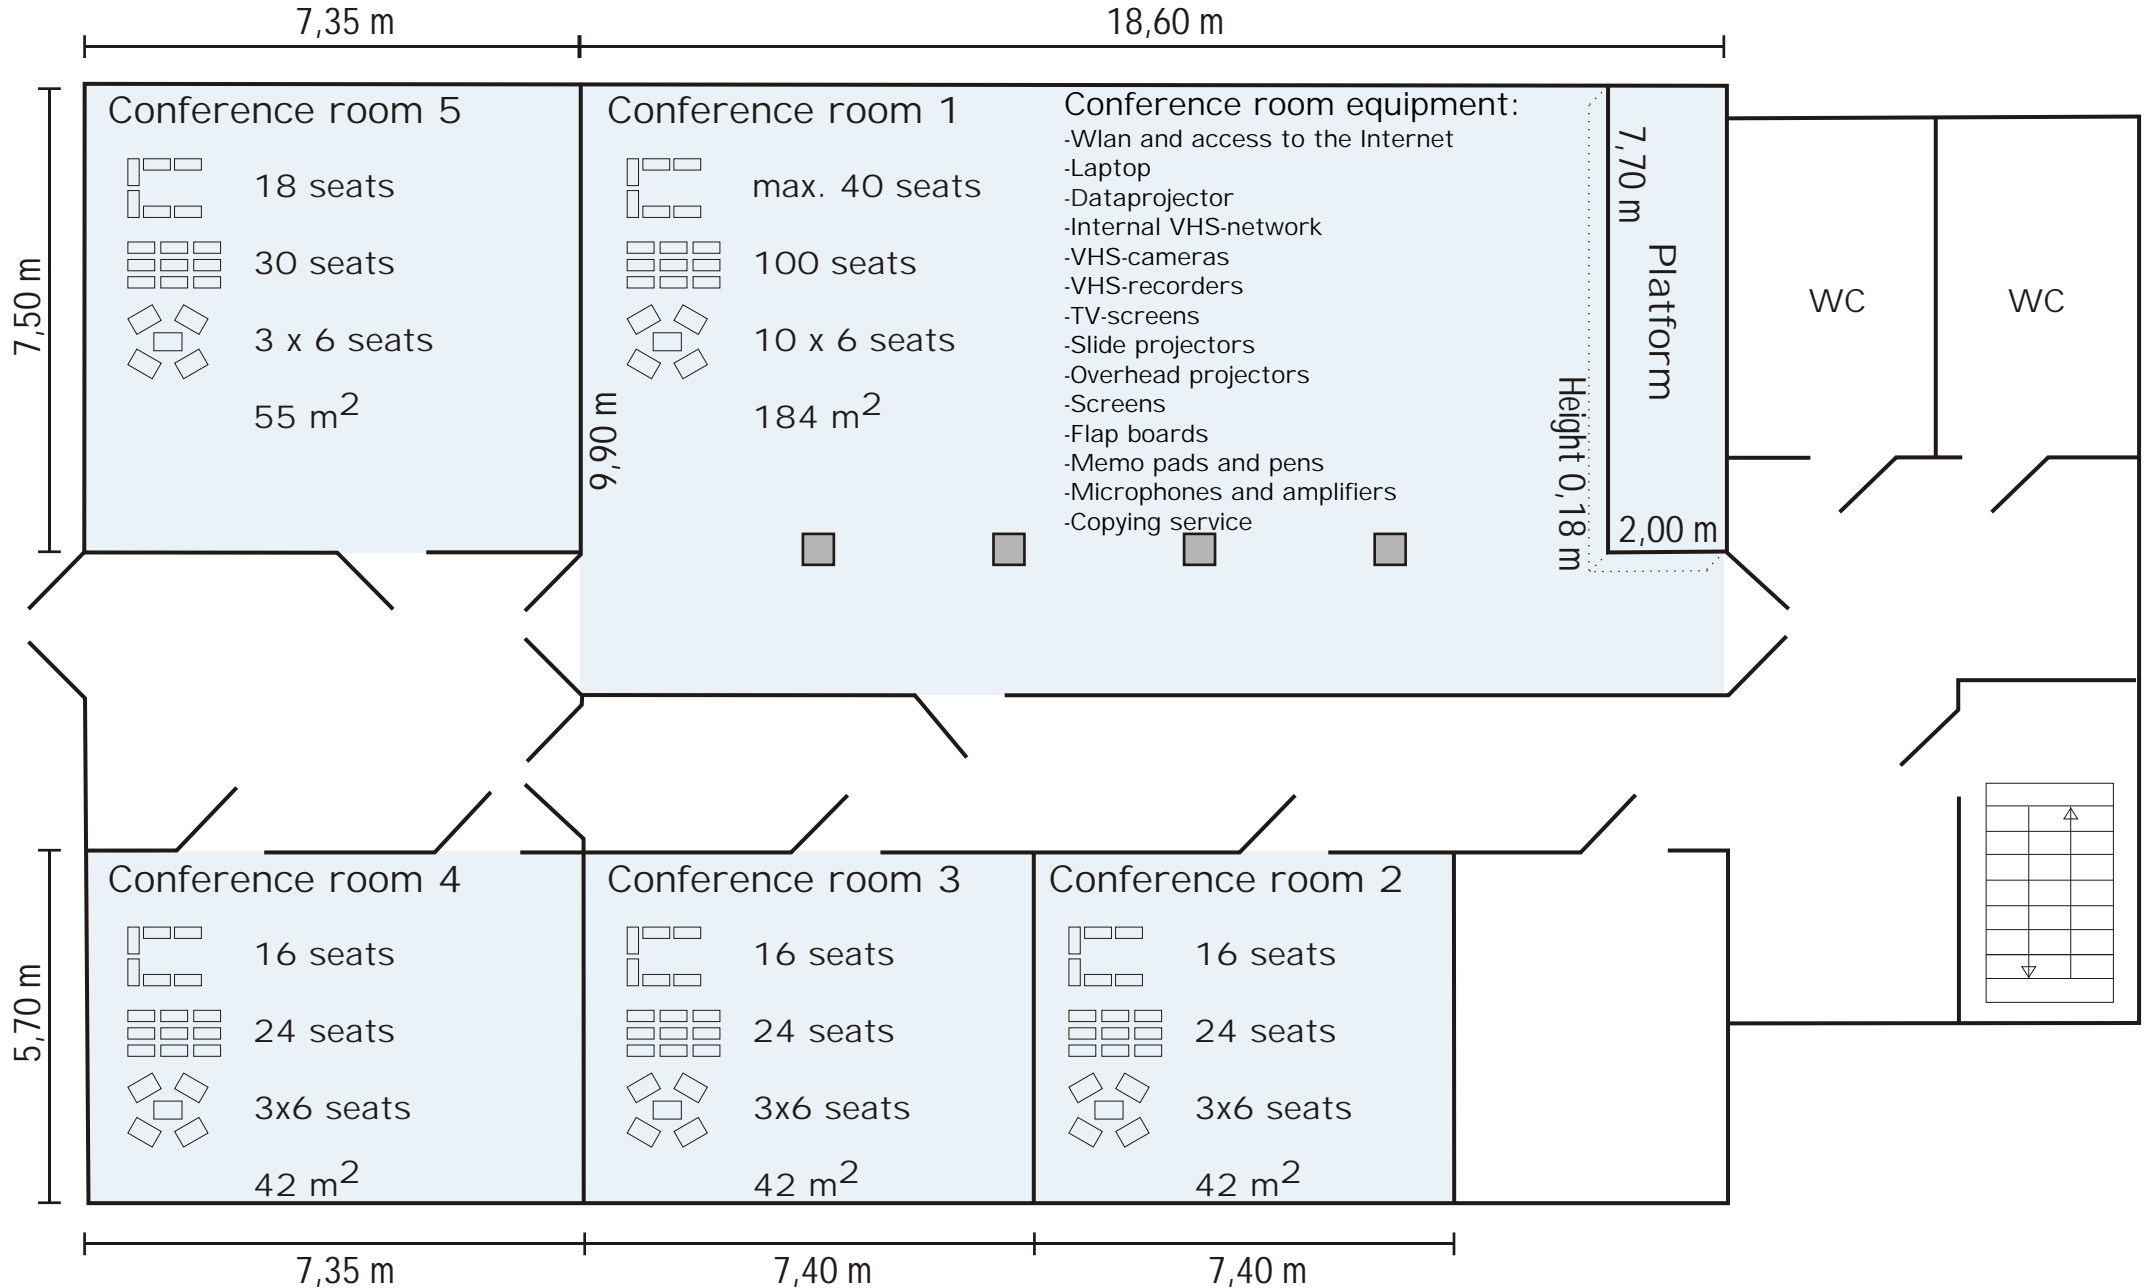 7,35 m
18,60 m
Conference room 5
18 seats
30 seats
3 x 6 seats
55 m²
7,50 m
Conference room 1
max. 40 seats
100 seats
10 x 6 seats
184 m²
9,90 m
Conference room equipment:
-Wlan and access to the Internet
-Laptop
-Dataprojector
-Internal VHS-network
-VHS-cameras
-VHS-recorders
-TV-screens
-Slide projectors
-Overhead projectors
-Screens
-Flap boards
-Memo pads and pens
-Microphones and amplifiers
-Copying service
7,70 m
Platform
Height 0,18 m
2,00 m
WC
WC
Conference room 4
16 seats
24 seats
3x6 seats
42 m²
5,70 m
Conference room 3
16 seats
24 seats
3x6 seats
42 m²
Conference room 2
16 seats
24 seats
3x6 seats
42 m²
7,35 m
7,40 m
7,40 m